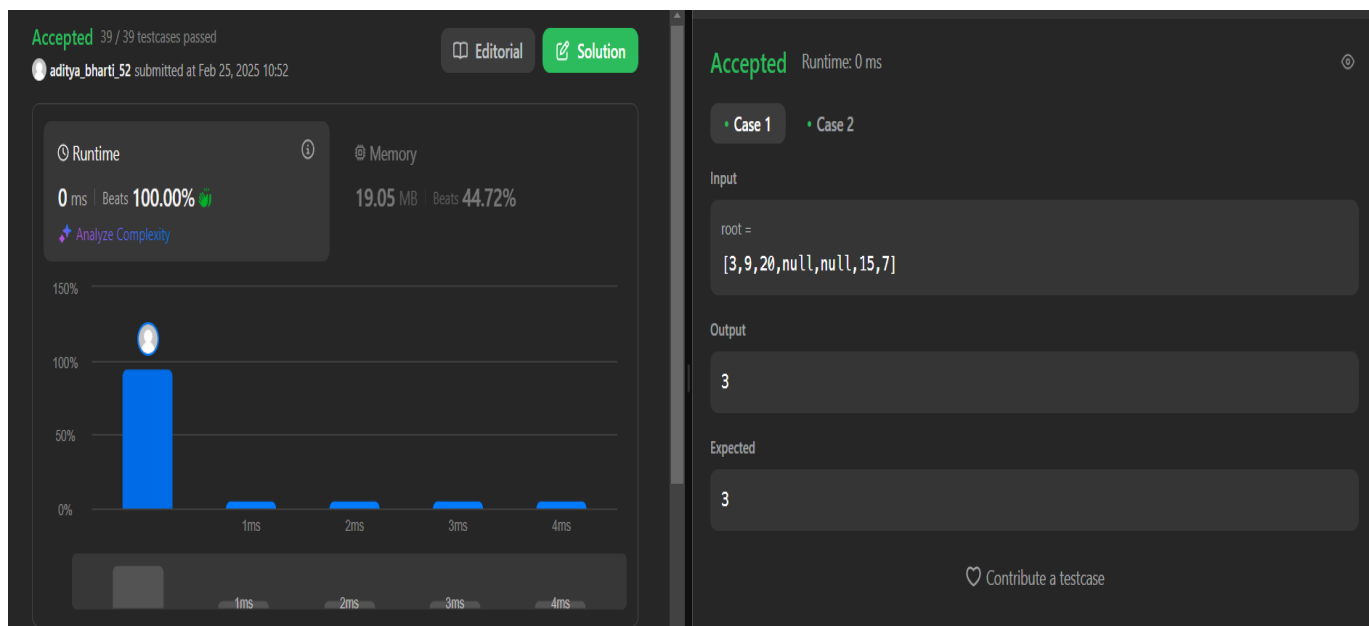 Accepted 39 / 39 testcases passed
aditya_bharti_52 submitted at Feb 25, 2025 10:52
Editorial
Solution
Runtime
0 ms | Beats 100.00%
Analyze Complexity
Memory
19.05 MB | Beats 44.72%
150%
100%
50%
0%
1ms 2ms 3ms 4ms
1ms 2ms 3ms 4ms
Accepted Runtime: 0 ms
• Case 1 • Case 2
Input
root =
[3,9,20,null,null,15,7]
Output
3
Expected
3
Contribute a testcase